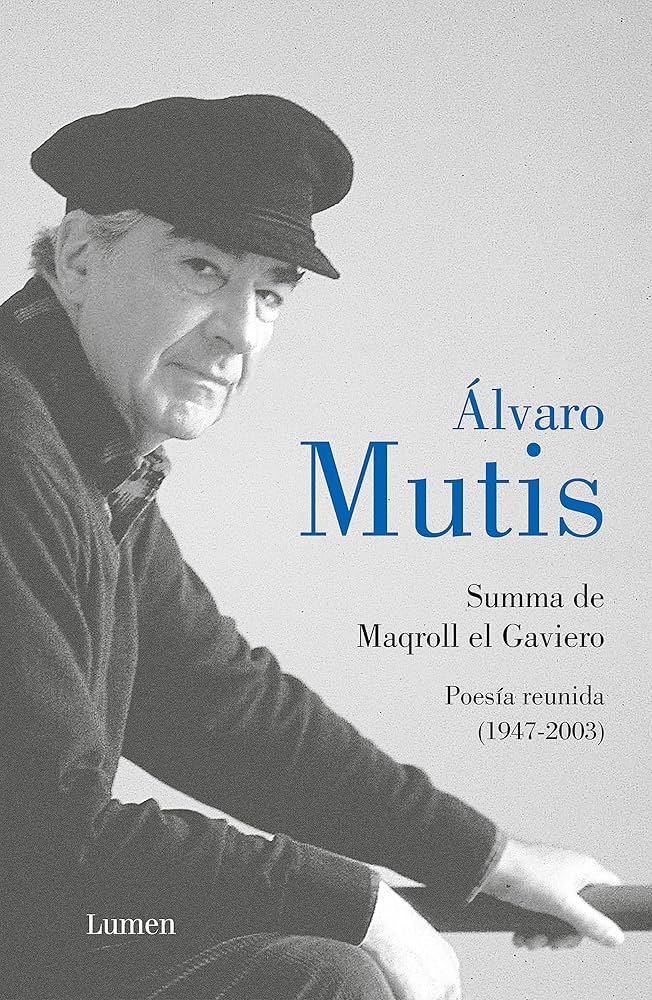 Álvaro
Mutis
Summa de
Maqroll el Gaviero
Poesía reunida
(1947-2003)
Lumen